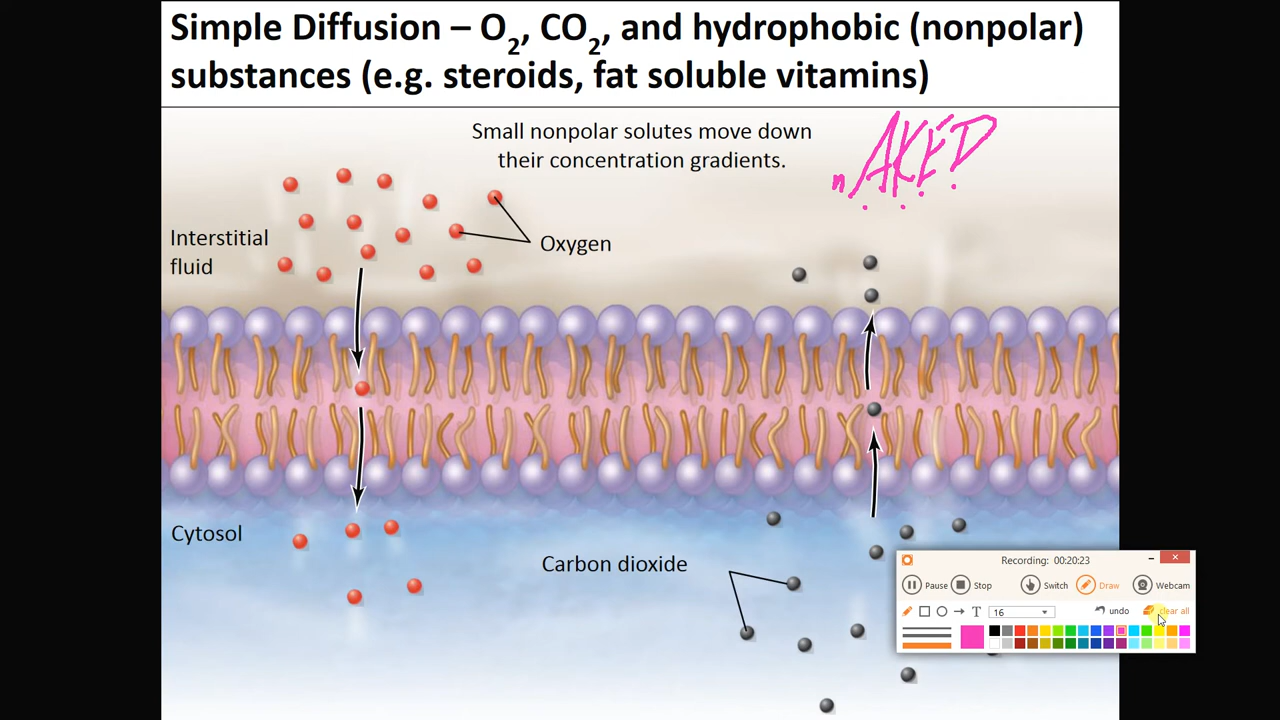 Simple Diffusion – O2, CO2, and hydrophobic (nonpolar)
substances (e.g. steroids, fat soluble vitamins)
Small nonpolar solutes move down
their concentration gradients.
nAKED
Interstitial
fluid
Oxygen
Cytosol
Carbon dioxide
Recording: 00:20:23
Pause Stop Switch Draw Webcam
T 16 undo clear all